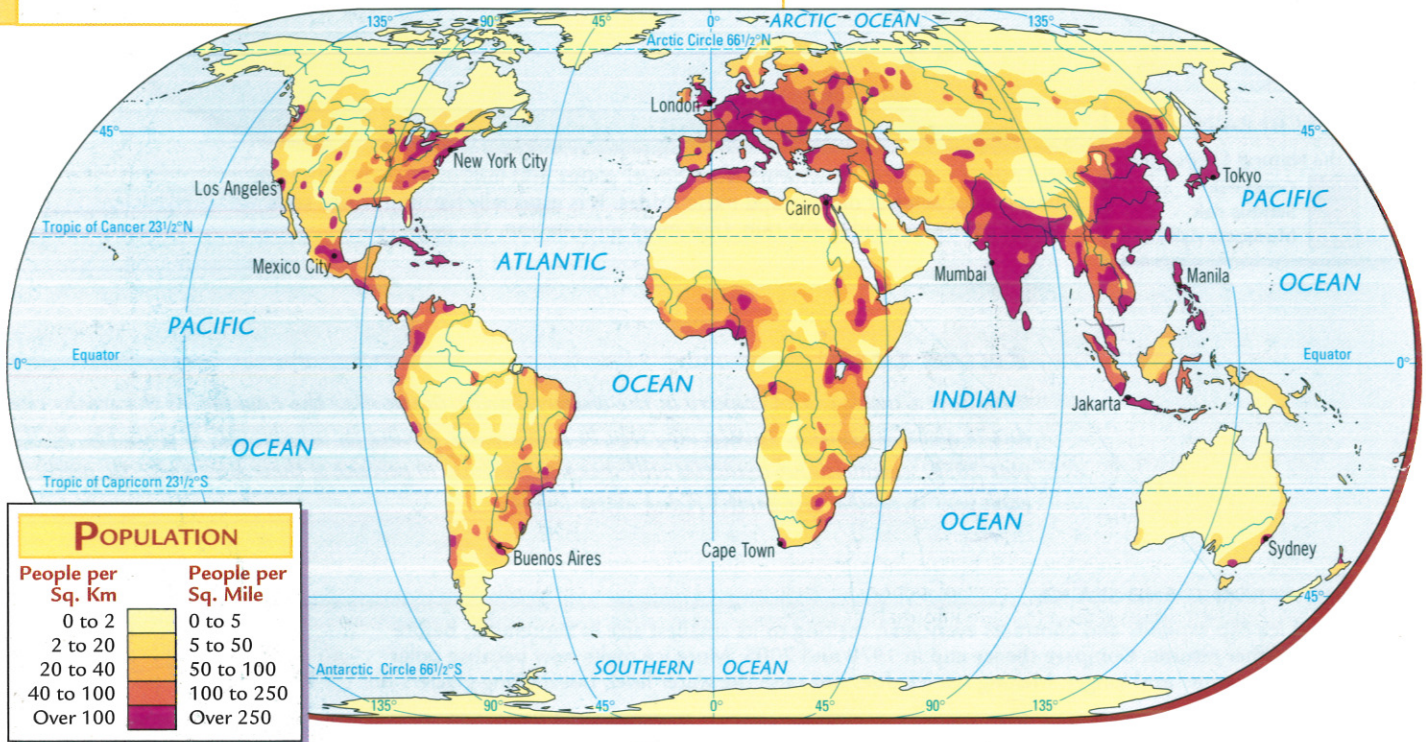 135° 90° 45° 0° ARCTIC OCEAN 135°
Arctic Circle 66½°N
London
45° 45°
New York City
Los Angeles
Tokyo
PACIFIC
Cairo
Tropic of Cancer 23½°N
Mexico City
ATLANTIC
Mumbai
Manila
OCEAN
PACIFIC
Equator Equator
0° 0°
OCEAN
INDIAN
Jakarta
OCEAN
Tropic of Capricorn 23½°S
OCEAN
Buenos Aires
Cape Town
Sydney
45° 45°
Antarctic Circle 66½°S
SOUTHERN OCEAN
135° 90° 45° 0° 45° 90° 135°
POPULATION
People per People per
Sq. Km Sq. Mile
0 to 2 0 to 5
2 to 20 5 to 50
20 to 40 50 to 100
40 to 100 100 to 250
Over 100 Over 250